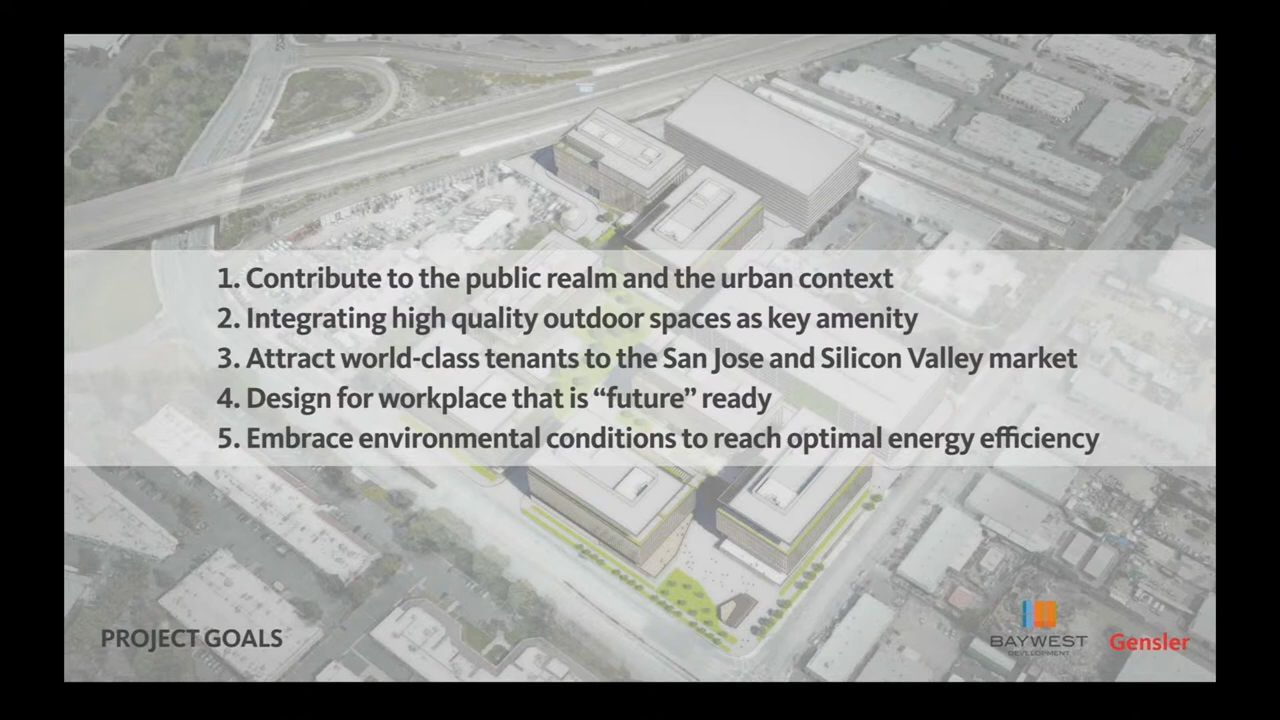 1. Contribute to the public realm and the urban context
2. Integrating high quality outdoor spaces as key amenity
3. Attract world-class tenants to the San Jose and Silicon Valley market
4. Design for workplace that is “future” ready
5. Embrace environmental conditions to reach optimal energy efficiency
PROJECT GOALS
BAYWEST
DEVELOPMENT
Gensler